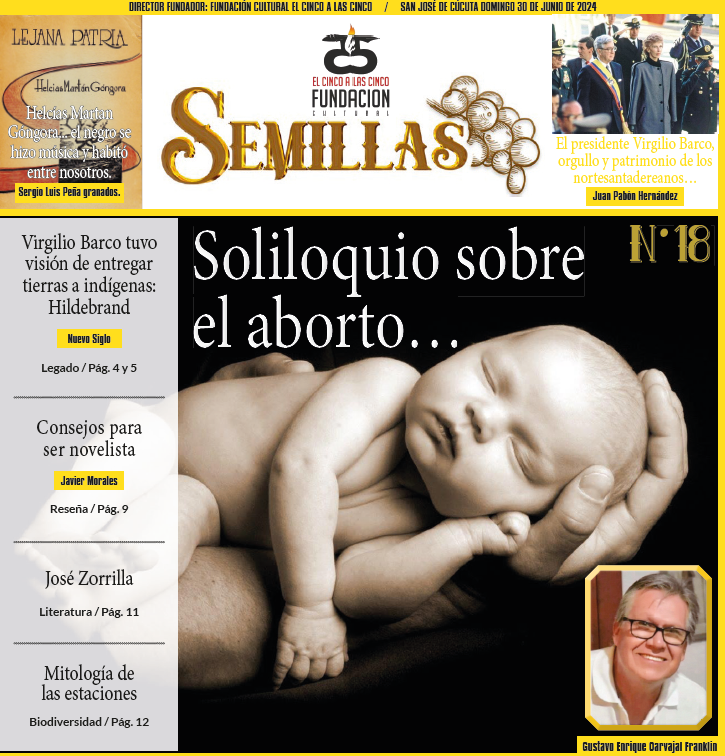 DIRECTOR FUNDADOR: FUNDACIÓN CULTURAL EL CINCO A LAS CINCO / SAN JOSÉ DE CÚCUTA DOMINGO 30 DE JUNIO DE 2024
LEJANA PATRIA
Helcías Martán Góngora
Helcías Martan
Góngora... el negro se
hizo música y habitó
entre nosotros.
Sergio Luis Peña granados.
EL CINCO A LAS CINCO
FUNDACIÓN
CULTURAL
SEMILLAS
El presidente Virgilio Barco,
orgullo y patrimonio de los
nortesantadereanos…
Juan Pabón Hernández
Virgilio Barco tuvo
visión de entregar
tierras a indígenas:
Hildebrand
Nuevo Siglo
Legado / Pág. 4 y 5
Consejos para
ser novelista
Javier Morales
Reseña / Pág. 9
José Zorrilla
Literatura / Pág. 11
Mitología de
las estaciones
Biodiversidad / Pág. 12
Soliloquio sobre
el aborto…
N°18
Gustavo Enrique Carvajal Franklin